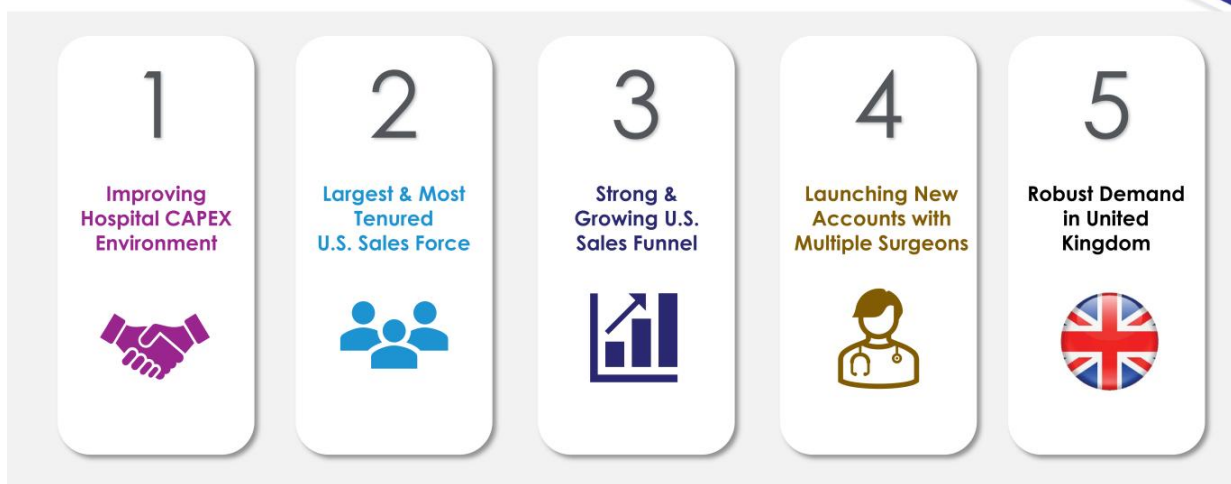 1
Improving
Hospital CAPEX
Environment
2
Largest & Most
Tenured
U.S. Sales Force
3
Strong &
Growing U.S.
Sales Funnel
4
Launching New
Accounts with
Multiple Surgeons
5
Robust Demand
in United
Kingdom